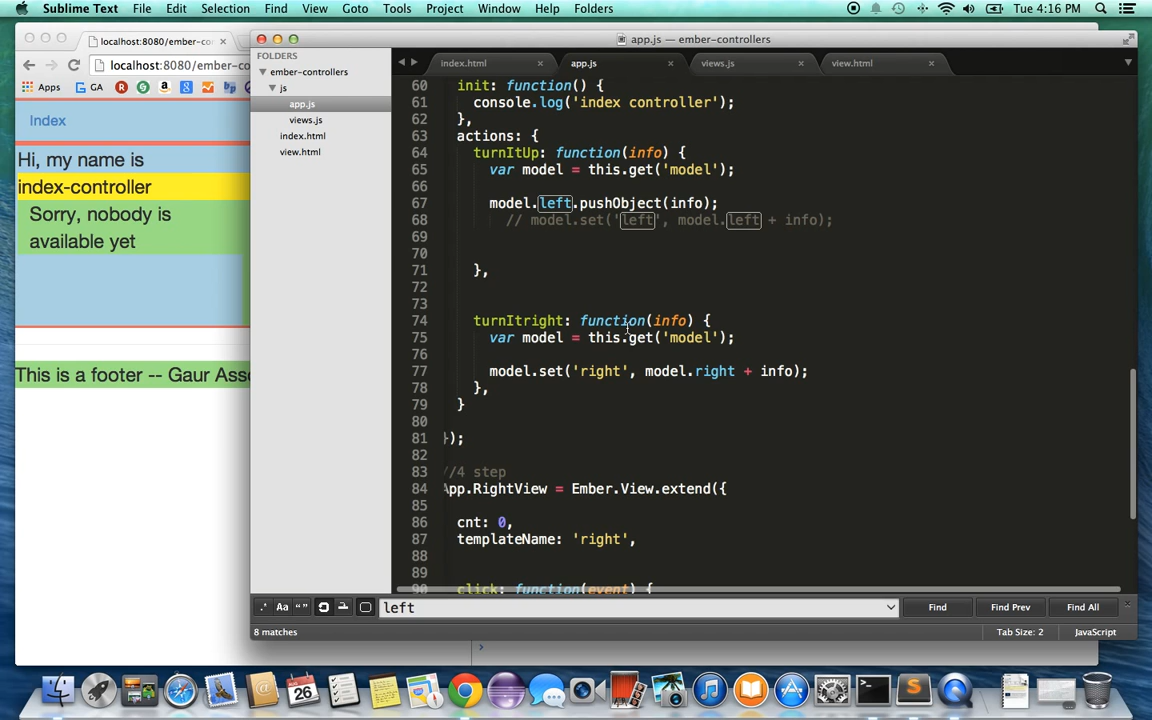 Sublime Text File Edit Selection Find View Goto Tools Project Window Help Folders
Tue 4:16 PM
localhost:8080/ember-co
localhost:8080/ember-co
Apps GA
Index
Hi, my name is
index-controller
Sorry, nobody is
available yet
This is a footer -- Gaur Asso
app.js — ember-controllers
FOLDERS
ember-controllers
js
app.js
views.js
index.html
view.html
index.html app.js views.js view.html
60 init: function() {
61 console.log('index controller');
62 },
63 actions: {
64 turnItUp: function(info) {
65 var model = this.get('model');
66
67 model.left.pushObject(info);
68 // model.set('left', model.left + info);
69
70
71 },
72
73
74 turnItright: function(info) {
75 var model = this.get('model');
76
77 model.set('right', model.right + info);
78 },
79 }
80
81 });
82
83 //4 step
84 App.RightView = Ember.View.extend({
85
86 cnt: 0,
87 templateName: 'right',
88
89
90 click: function(event) {
.* Aa “” left Find Find Prev Find All
8 matches Tab Size: 2 JavaScript
26